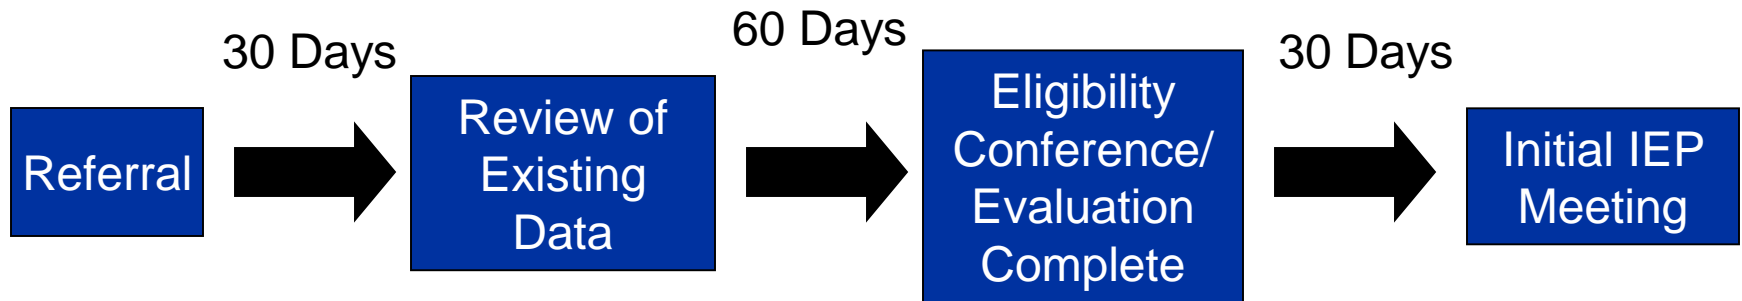 Referral
30 Days
Review of
Existing
Data
60 Days
Eligibility
Conference/
Evaluation
Complete
30 Days
Initial IEP
Meeting